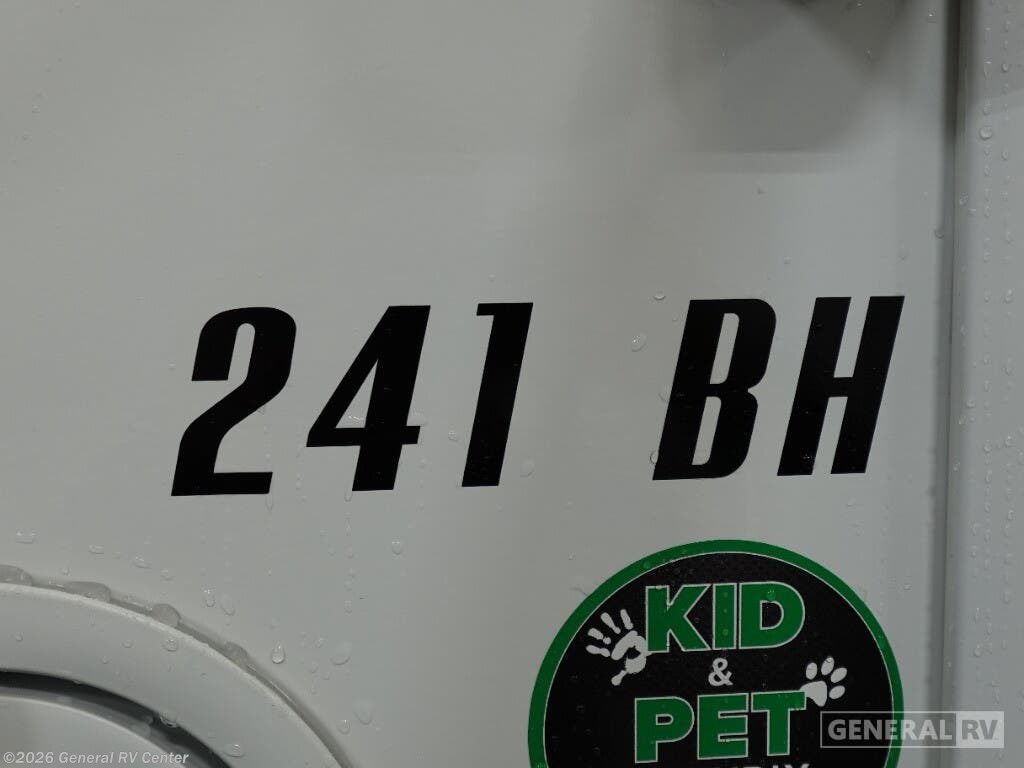 241 BH
KID
&
PET
GENERAL RV
©2026 General RV Center